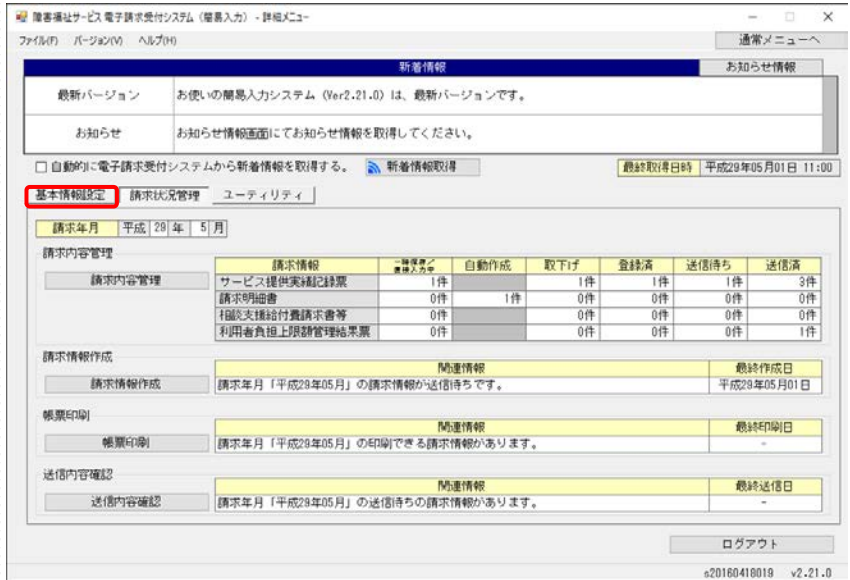 障害福祉サービス 電子請求受付システム（簡易入力） - 詳細メニュー
ファイル(F) バージョン(V) ヘルプ(H) 通常メニューへ
新着情報 お知らせ情報
最新バージョン お使いの簡易入力システム（Ver2.21.0）は、最新バージョンです。
お知らせ お知らせ情報画面にてお知らせ情報を取得してください。
自動的に電子請求受付システムから新着情報を取得する。 新着情報取得 最終取得日時 平成29年05月01日 11:00
基本情報設定 請求状況管理 ユーティリティ
請求年月 平成 29 年 5 月
請求内容管理
請求内容管理 請求情報 一時保存／直接入力中 自動作成 取下げ 登録済 送信待ち 送信済
サービス提供実績記録票 1件 1件 1件 1件 3件
請求明細書 0件 1件 0件 0件 0件 0件
相談支援給付費請求書等 0件 0件 0件 0件 0件
利用者負担上限額管理結果票 0件 0件 0件 0件 1件
請求情報作成
関連情報 最終作成日
請求情報作成 請求年月「平成29年05月」の請求情報が送信待ちです。 平成29年05月01日
帳票印刷
関連情報 最終印刷日
帳票印刷 請求年月「平成29年05月」の印刷できる請求情報があります。 -
送信内容確認
関連情報 最終送信日
送信内容確認 請求年月「平成29年05月」の送信待ちの請求情報があります。 -
ログアウト
s20160418019 v2.21.0